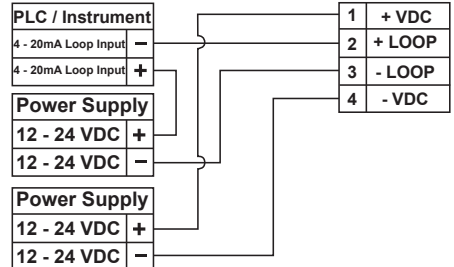 PLC / Instrument
4 - 20mA Loop Input −
4 - 20mA Loop Input +
Power Supply
12 - 24 VDC +
12 - 24 VDC −
Power Supply
12 - 24 VDC +
12 - 24 VDC −
1 + VDC
2 + LOOP
3 - LOOP
4 - VDC